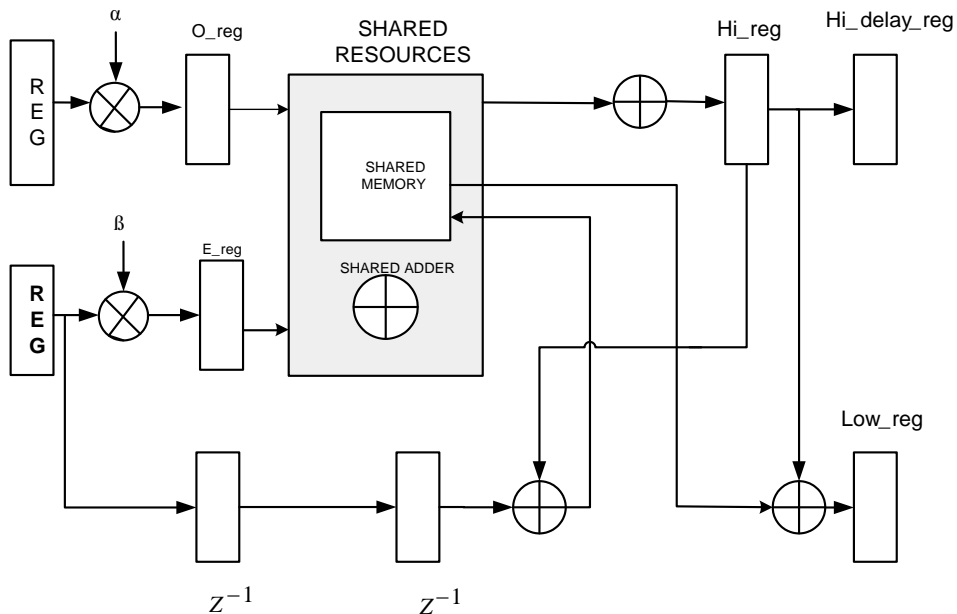 α
O_reg
SHARED
RESOURCES
Hi_reg
Hi_delay_reg
R
E
G
SHARED
MEMORY
ß
E_reg
SHARED ADDER
R
E
G
Low_reg
Z⁻¹
Z⁻¹